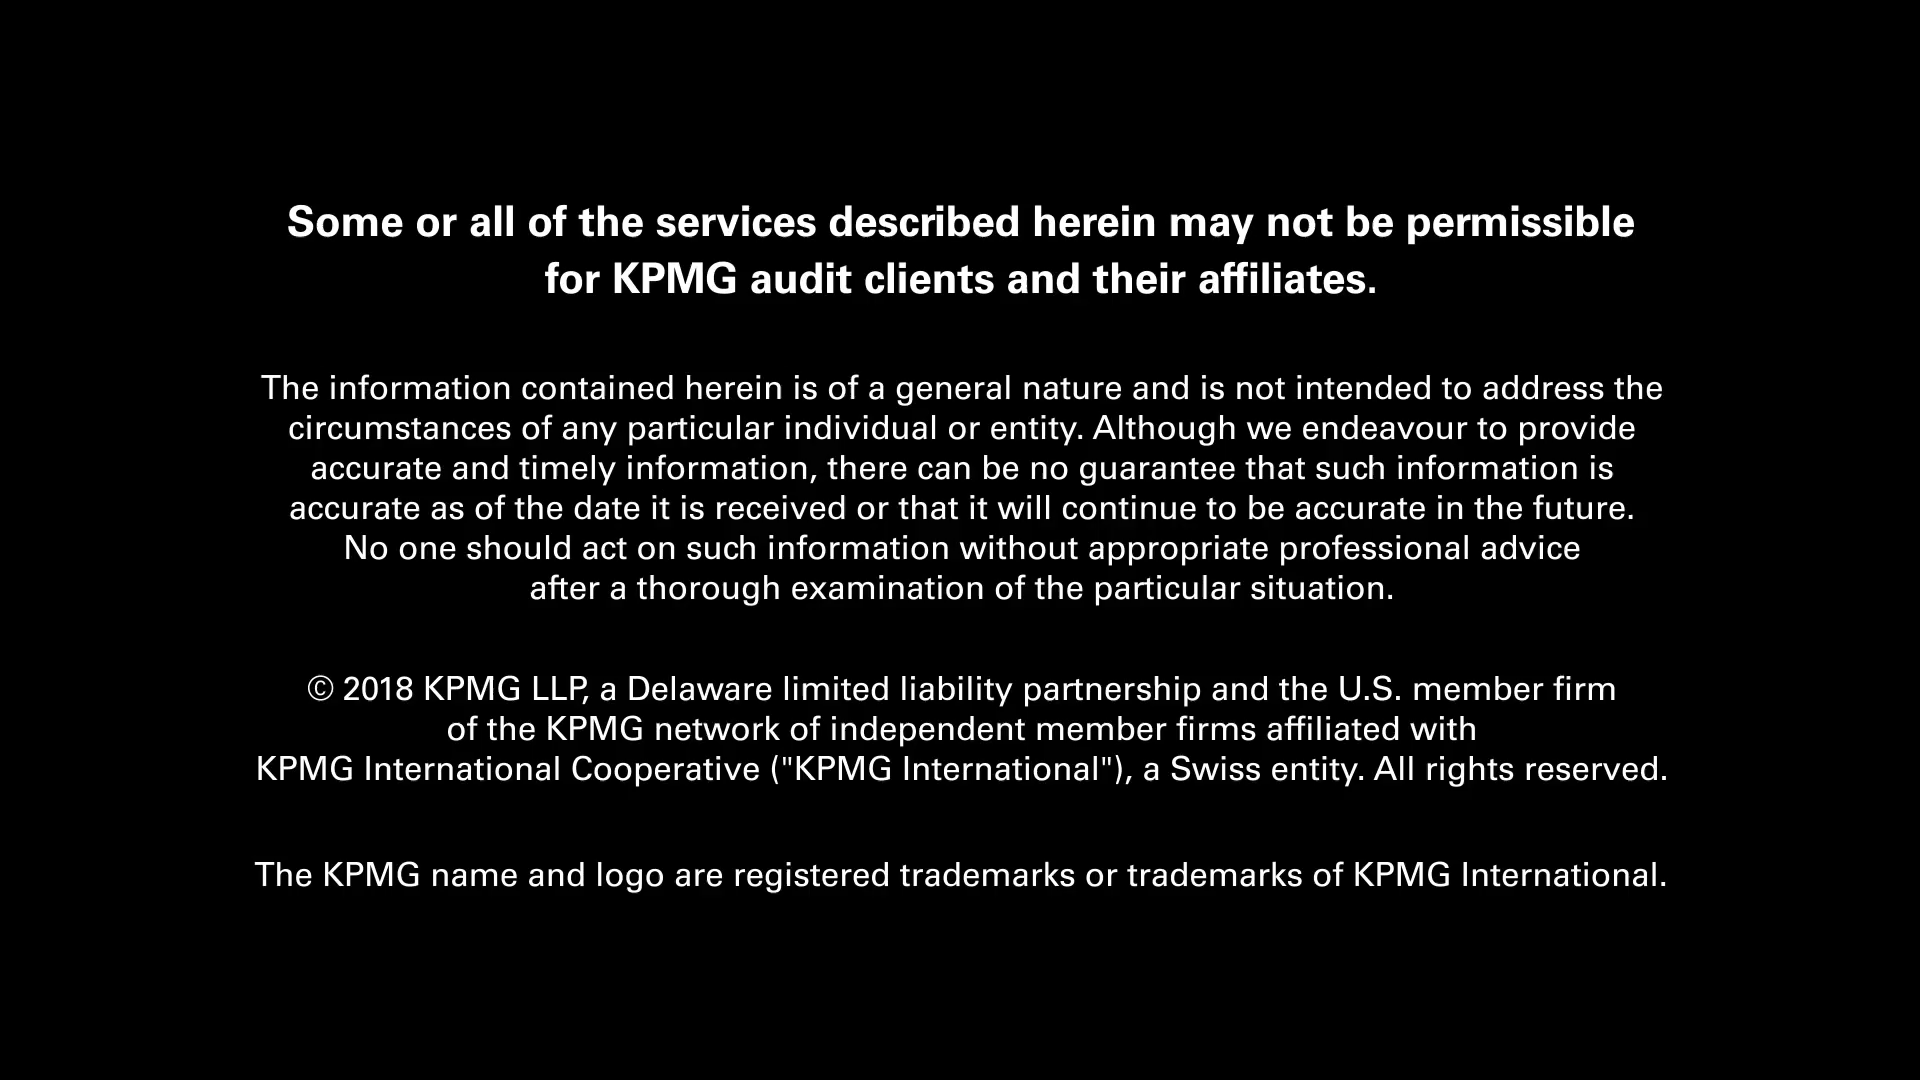 Some or all of the services described herein may not be permissible
for KPMG audit clients and their affiliates.
The information contained herein is of a general nature and is not intended to address the
circumstances of any particular individual or entity. Although we endeavour to provide
accurate and timely information, there can be no guarantee that such information is
accurate as of the date it is received or that it will continue to be accurate in the future.
No one should act on such information without appropriate professional advice
after a thorough examination of the particular situation.
© 2018 KPMG LLP, a Delaware limited liability partnership and the U.S. member firm
of the KPMG network of independent member firms affiliated with
KPMG International Cooperative ("KPMG International"), a Swiss entity. All rights reserved.
The KPMG name and logo are registered trademarks or trademarks of KPMG International.